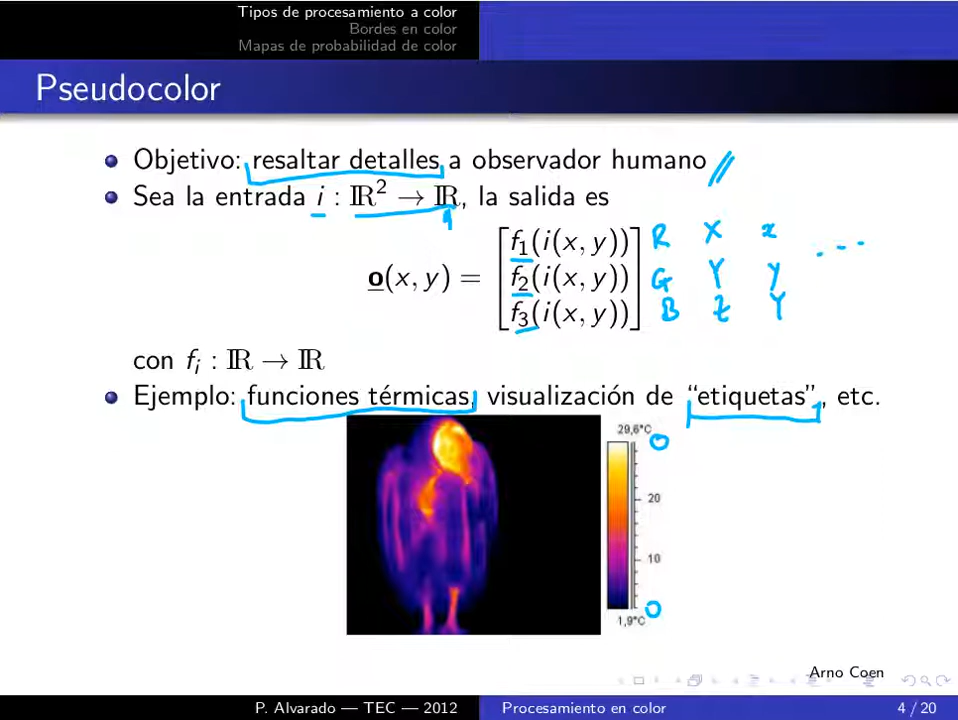 Tipos de procesamiento a color
Bordes en color
Mapas de probabilidad de color
Pseudocolor
Objetivo: resaltar detalles a observador humano
Sea la entrada i : ℝ² → ℝ, la salida es
f₁(i(x, y)) R X x
o(x, y) = f₂(i(x, y)) G Y y ...
f₃(i(x, y)) B Z Y
con fᵢ : ℝ → ℝ
Ejemplo: funciones térmicas, visualización de “etiquetas”, etc.
29,6°C
20
10
1,9°C
Arno Coen
P. Alvarado — TEC — 2012 Procesamiento en color 4 / 20